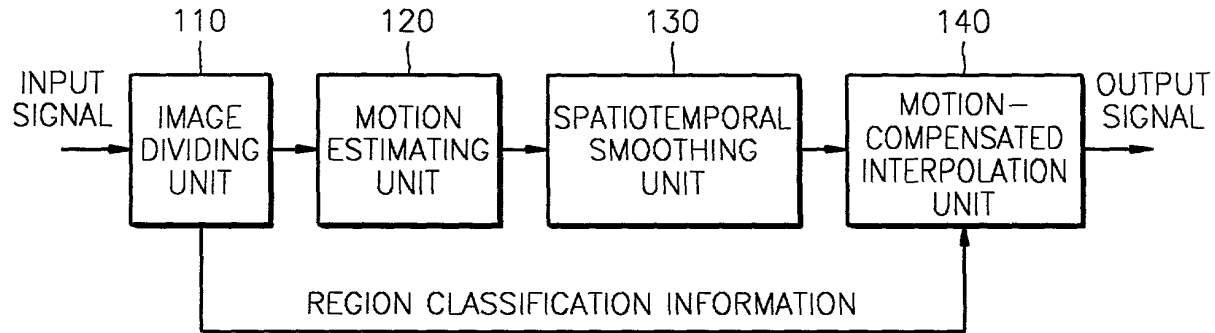 110
120
130
140
INPUT
SIGNAL
IMAGE
DIVIDING
UNIT
MOTION
ESTIMATING
UNIT
SPATIOTEMPORAL
SMOOTHING
UNIT
MOTION-
COMPENSATED
INTERPOLATION
UNIT
OUTPUT
SIGNAL
REGION CLASSIFICATION INFORMATION